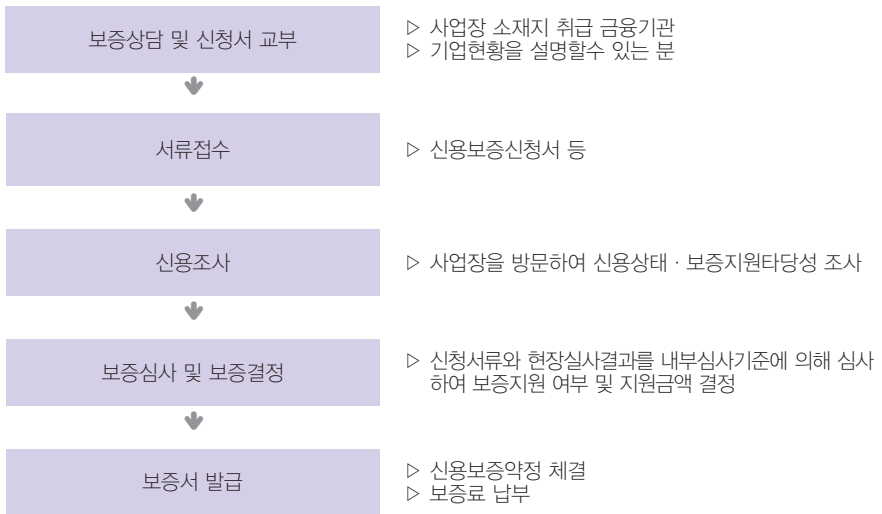 보증상담 및 신청서 교부
▷ 사업장 소재지 취급 금융기관
▷ 기업현황을 설명할수 있는 분
서류접수
▷ 신용보증신청서 등
신용조사
▷ 사업장을 방문하여 신용상태 · 보증지원타당성 조사
보증심사 및 보증결정
▷ 신청서류와 현장실사결과를 내부심사기준에 의해 심사
하여 보증지원 여부 및 지원금액 결정
보증서 발급
▷ 신용보증약정 체결
▷ 보증료 납부